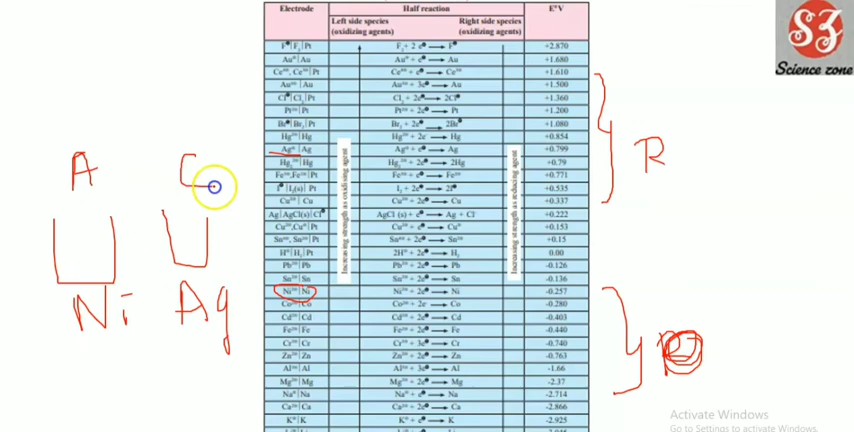 Electrode Half reaction E°V
Left side species (oxidizing agents) Right side species (oxidizing agents)
F⊖|F₂|Pt F₂ + 2 e⊖ ⟶ F⊖ +2.870
Au⊕|Au Au⊕ + e⊖ ⟶ Au +1.680
Ce⁴⊕, Ce³⊕|Pt Ce⁴⊕ + e⊖ ⟶ Ce³⊕ +1.610
Au³⊕|Au Au³⊕ + 3e⊖ ⟶ Au +1.500
Cl⊖|Cl₂|Pt Cl₂ + 2e⊖ ⟶ 2Cl⊖ +1.360
Pt²⊕|Pt Pt²⊕ + 2e⊖ ⟶ Pt +1.200
Br⊖|Br₂|Pt Br₂ + 2e⊖ ⟶ 2Br⊖ +1.080
Hg²⊕|Hg Hg²⊕ + 2e⁻ ⟶ Hg +0.854
Ag⊕|Ag Ag⊕ + e⊖ ⟶ Ag +0.799
Hg₂²⊕|Hg Hg₂²⊕ + 2e⊖ ⟶ 2Hg +0.79
Fe³⊕,Fe²⊕|Pt Fe³⊕ + e⊖ ⟶ Fe²⊕ +0.771
I⊖|I₂(s)|Pt I₂ + 2e⊖ ⟶ 2I⊖ +0.535
Cu²⊕|Cu Cu²⊕ + 2e⊖ ⟶ Cu +0.337
Ag|AgCl(s)|Cl⊖ AgCl (s) + e⊖ ⟶ Ag + Cl +0.222
Cu²⊕,Cu⊕|Pt Cu²⊕ + e⊖ ⟶ Cu⊕ +0.153
Sn⁴⊕, Sn²⊕|Pt Sn⁴⊕ + 2e⊖ ⟶ Sn²⊕ +0.15
H⊕|H₂|Pt 2H⊕ + 2e⊖ ⟶ H₂ 0.00
Pb²⊕|Pb Pb²⊕ + 2e⊖ ⟶ Pb -0.126
Sn²⊕|Sn Sn²⊕ + 2e⊖ ⟶ Sn -0.136
Ni²⊕|Ni Ni²⊕ + 2e⊖ ⟶ Ni -0.257
Co²⊕|Co Co²⊕ + 2e⁻ ⟶ Co -0.280
Cd²⊕|Cd Cd²⊕ + 2e⊖ ⟶ Cd -0.403
Fe²⊕|Fe Fe²⊕ + 2e⊖ ⟶ Fe -0.440
Cr³⊕|Cr Cr³⊕ + 3e⊖ ⟶ Cr -0.740
Zn²⊕|Zn Zn²⊕ + 2e⊖ ⟶ Zn -0.763
Al³⊕|Al Al³⊕ + 3e⊖ ⟶ Al -1.66
Mg²⊕|Mg Mg²⊕ + 2e⊖ ⟶ Mg -2.37
Na⊕|Na Na⊕ + e⊖ ⟶ Na -2.714
Ca²⊕|Ca Ca²⊕ + 2e⊖ ⟶ Ca -2.866
K⊕|K K⊕ + e⊖ ⟶ K -2.925
Increasing strength as oxidising agent
Increasing strength as reducing agent
A C
Ni Ag
R
SZ
Science zone
Activate Windows
Go to Settings to activate Windows.